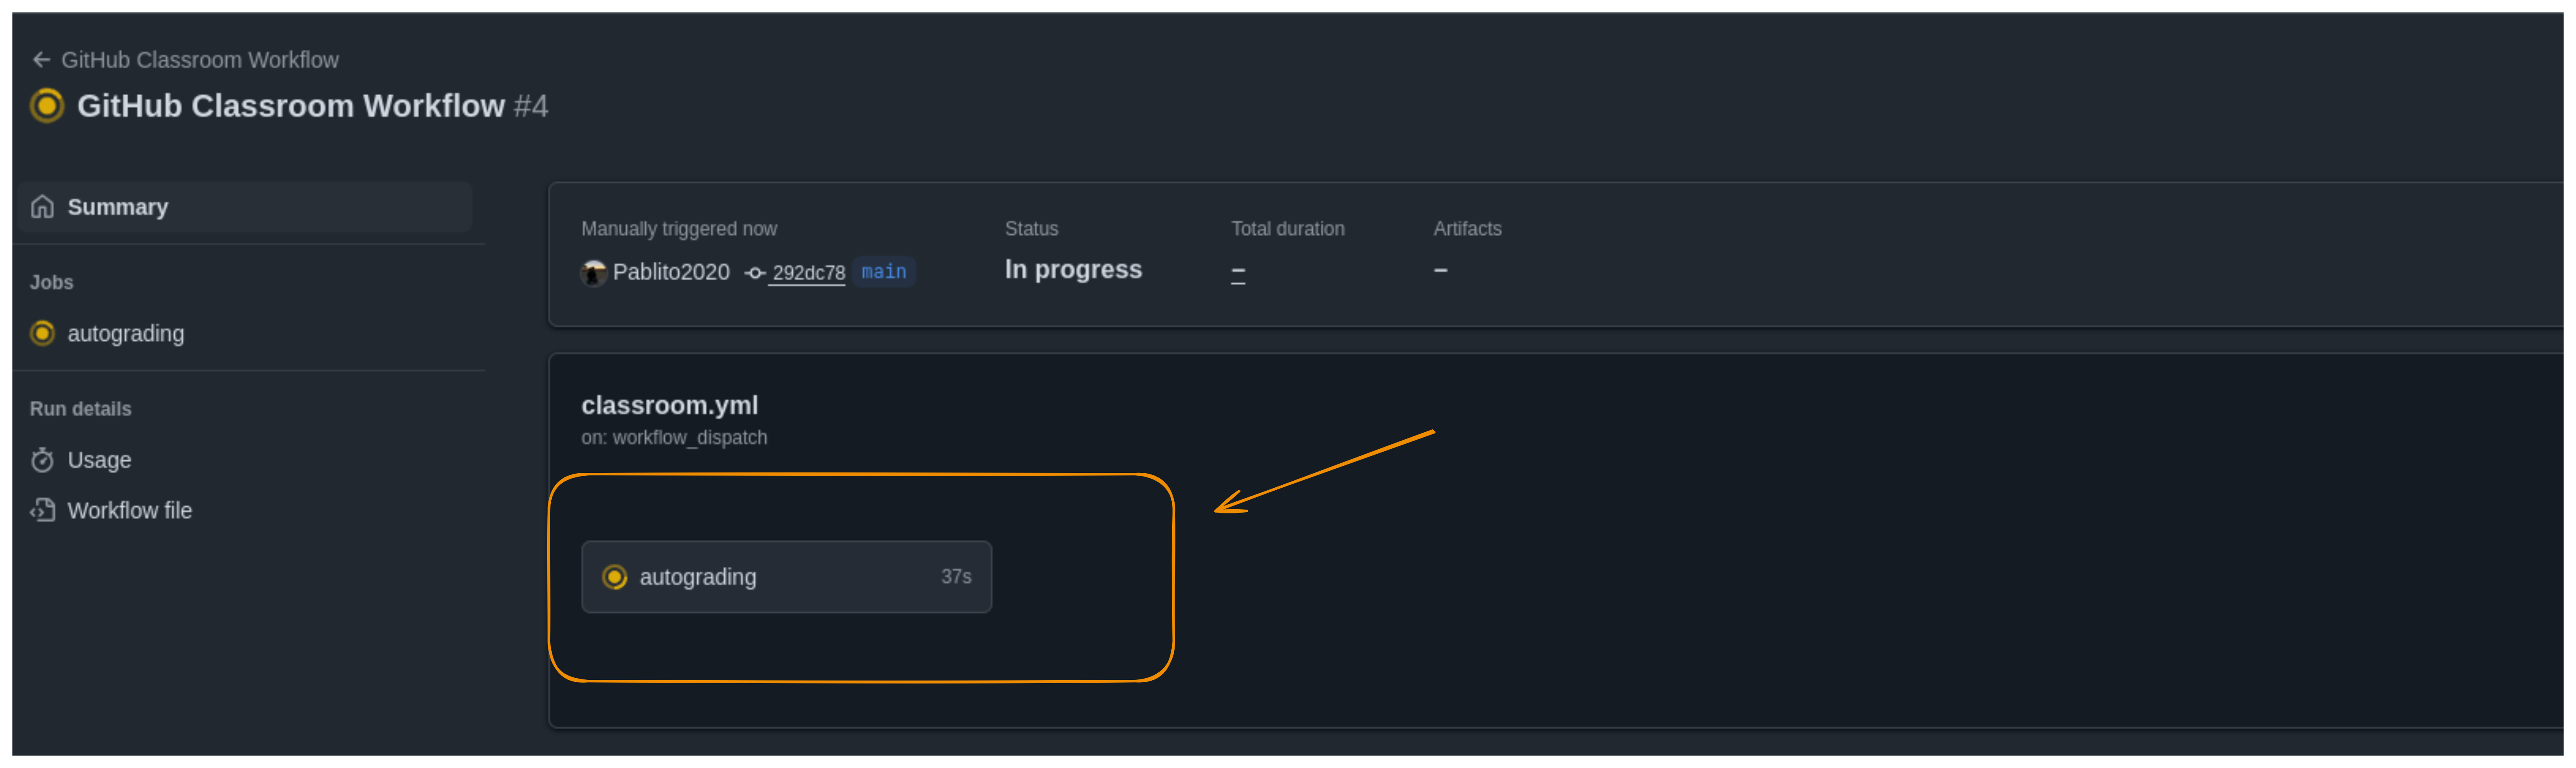 GitHub Classroom Workflow
GitHub Classroom Workflow #4
Summary
Jobs
autograding
Run details
Usage
Workflow file
Manually triggered now
Pablito2020 292dc78 main
Status
In progress
Total duration
–
Artifacts
–
classroom.yml
on: workflow_dispatch
autograding 37s